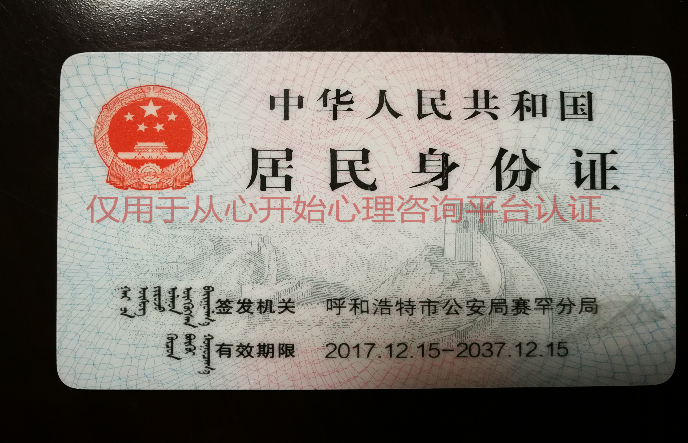 中华人民共和国
居民身份证
仅用于从心开始心理咨询平台认证
签发机关 呼和浩特市公安局赛罕分局
有效期限 2017.12.15-2037.12.15